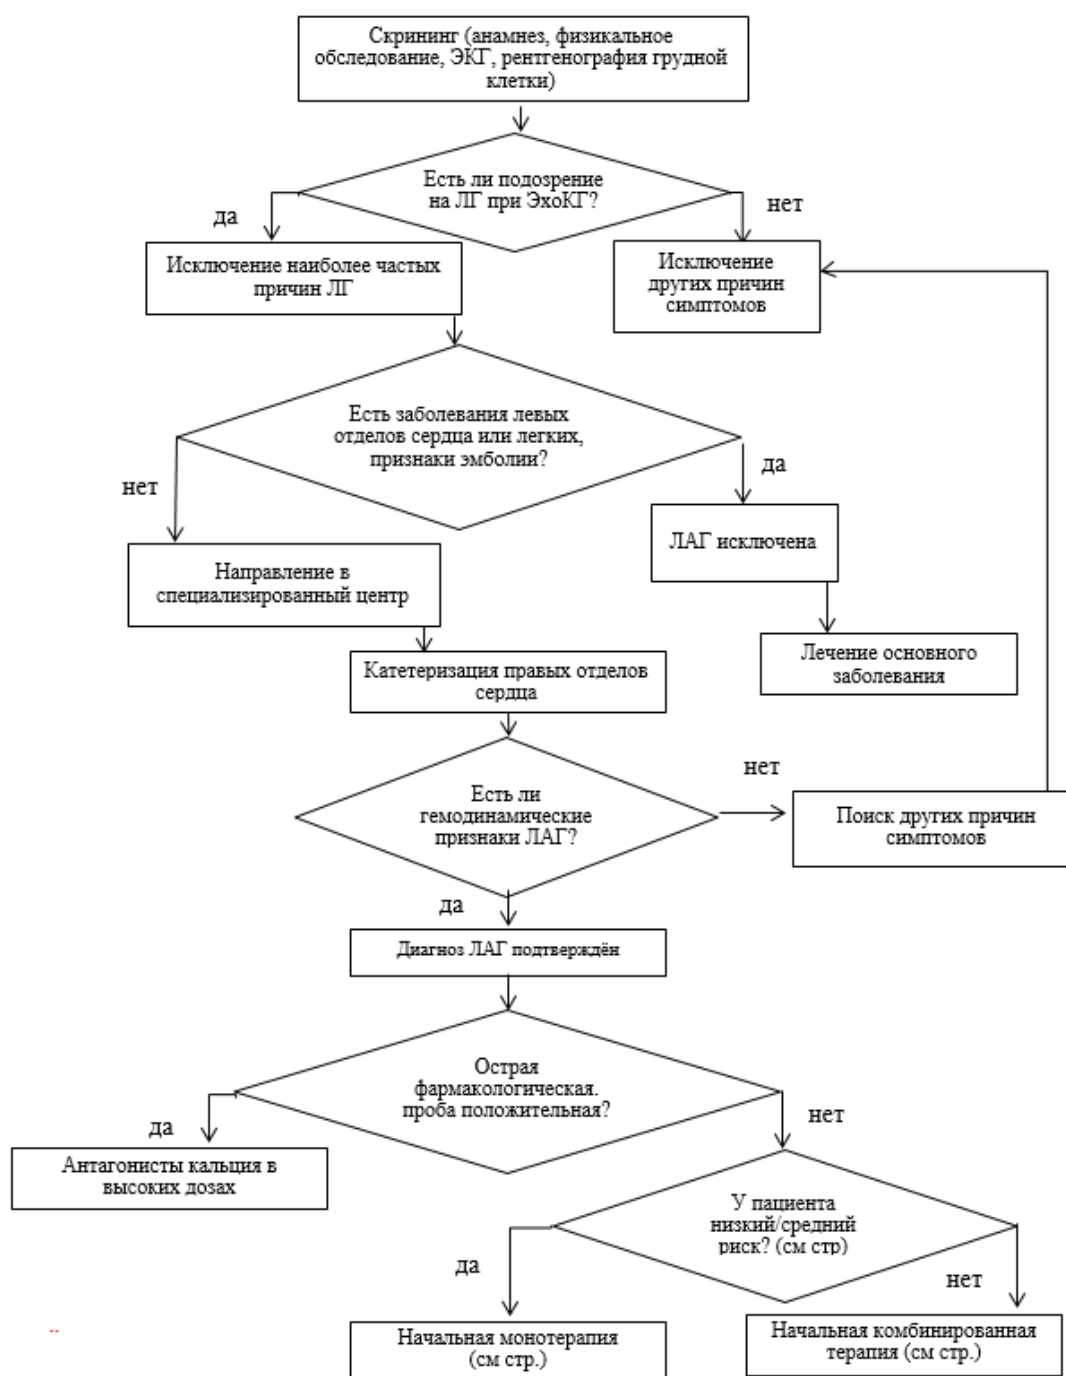 Скрининг (анамнез, физикальное
обследование, ЭКГ, рентгенография грудной
клетки)
Есть ли подозрение
на ЛГ при ЭхоКГ?
да
нет
Исключение наиболее частых
причин ЛГ
Исключение
других причин
симптомов
Есть заболевания левых
отделов сердца или легких,
признаки эмболии?
нет
да
ЛАГ исключена
Направление в
специализированный центр
Лечение основного
заболевания
Катетеризация правых отделов
сердца
Есть ли
гемодинамические
признаки ЛАГ?
нет
Поиск других причин
симптомов
да
Диагноз ЛАГ подтверждён
Острая
фармакологическая.
проба положительная?
да
нет
Антагонисты кальция в
высоких дозах
У пациента
низкий/средний
риск? (см стр)
да
нет
Начальная монотерапия
(см стр.)
Начальная комбинированная
терапия (см стр.)